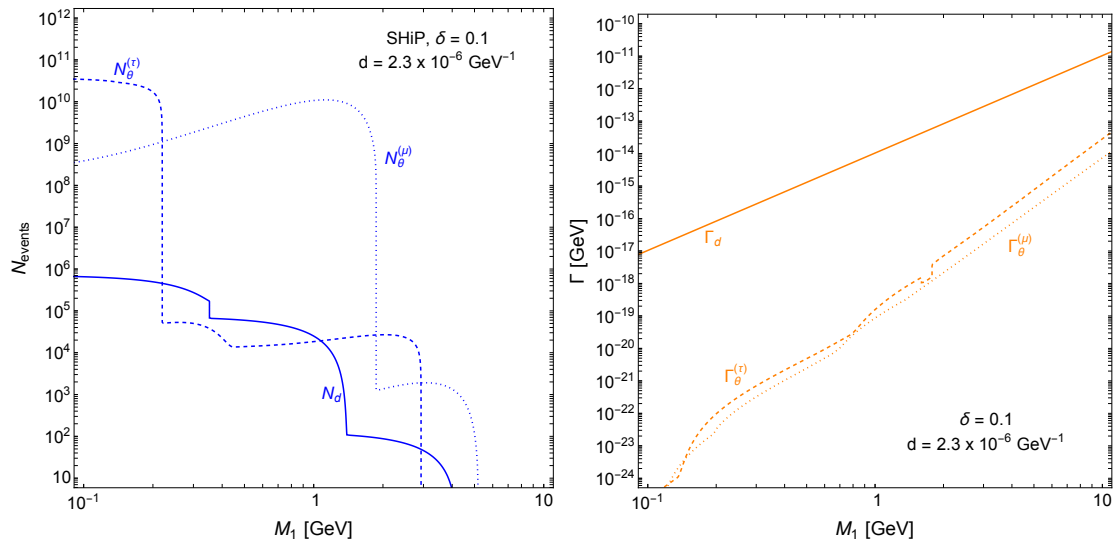 10¹²
10¹¹
10¹⁰
10⁹
10⁸
10⁷
10⁶
10⁵
10⁴
10³
10²
10
N_events
SHiP, δ = 0.1
d = 2.3 x 10⁻⁶ GeV⁻¹
N_θ^(τ)
N_θ^(μ)
N_d
10⁻¹ 1 10
M₁ [GeV]
10⁻¹⁰
10⁻¹¹
10⁻¹²
10⁻¹³
10⁻¹⁴
10⁻¹⁵
10⁻¹⁶
10⁻¹⁷
10⁻¹⁸
10⁻¹⁹
10⁻²⁰
10⁻²¹
10⁻²²
10⁻²³
10⁻²⁴
Γ [GeV]
Γ_d
Γ_θ^(μ)
Γ_θ^(τ)
δ = 0.1
d = 2.3 x 10⁻⁶ GeV⁻¹
10⁻¹ 1 10
M₁ [GeV]